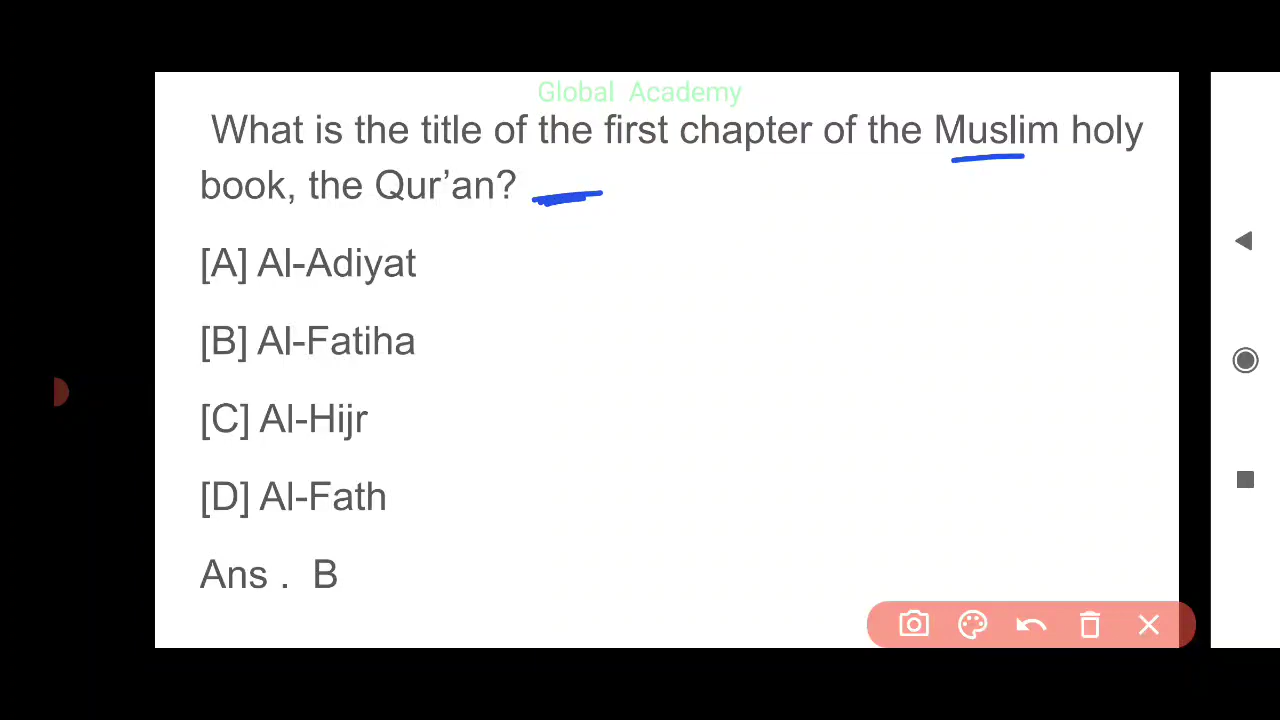 Global Academy
What is the title of the first chapter of the Muslim holy
book, the Qur’an?
[A] Al-Adiyat
[B] Al-Fatiha
[C] Al-Hijr
[D] Al-Fath
Ans . B